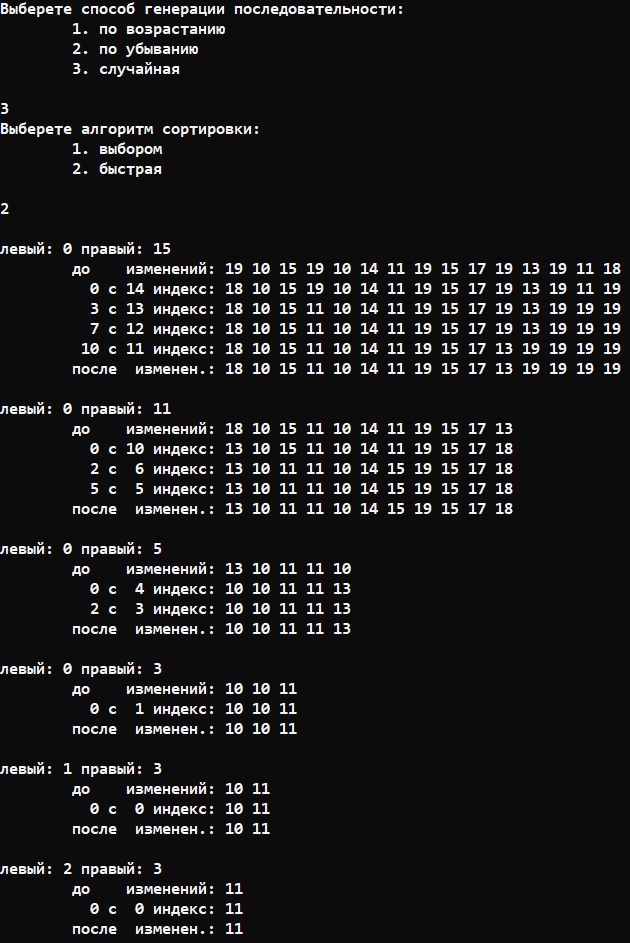 Выберете способ генерации последовательности:
1. по возрастанию
2. по убыванию
3. случайная
3
Выберете алгоритм сортировки:
1. выбором
2. быстрая
2
левый: 0 правый: 15
до    изменений: 19 10 15 19 10 14 11 19 15 17 19 13 19 11 18
0 с 14 индекс: 18 10 15 19 10 14 11 19 15 17 19 13 19 11 19
3 с 13 индекс: 18 10 15 11 10 14 11 19 15 17 19 13 19 19 19
7 с 12 индекс: 18 10 15 11 10 14 11 19 15 17 19 13 19 19 19
10 с 11 индекс: 18 10 15 11 10 14 11 19 15 17 13 19 19 19 19
после  изменен.: 18 10 15 11 10 14 11 19 15 17 13 19 19 19 19
левый: 0 правый: 11
до    изменений: 18 10 15 11 10 14 11 19 15 17 13
0 с 10 индекс: 13 10 15 11 10 14 11 19 15 17 18
2 с  6 индекс: 13 10 11 11 10 14 15 19 15 17 18
5 с  5 индекс: 13 10 11 11 10 14 15 19 15 17 18
после  изменен.: 13 10 11 11 10 14 15 19 15 17 18
левый: 0 правый: 5
до    изменений: 13 10 11 11 10
0 с  4 индекс: 10 10 11 11 13
2 с  3 индекс: 10 10 11 11 13
после  изменен.: 10 10 11 11 13
левый: 0 правый: 3
до    изменений: 10 10 11
0 с  1 индекс: 10 10 11
после  изменен.: 10 10 11
левый: 1 правый: 3
до    изменений: 10 11
0 с  0 индекс: 10 11
после  изменен.: 10 11
левый: 2 правый: 3
до    изменений: 11
0 с  0 индекс: 11
после  изменен.: 11